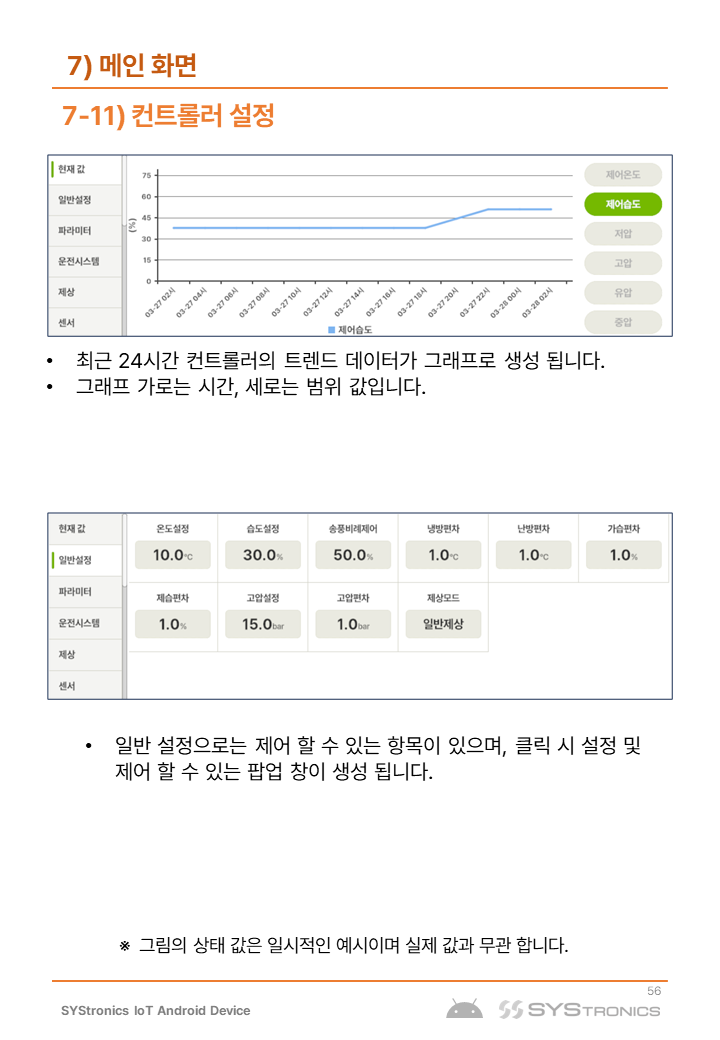 7) 메인 화면
7-11) 컨트롤러 설정
현재 값
일반설정
파라미터
운전시스템
제상
센서
75
60
45
30
15
0
(%)
03-27 02시
03-27 04시
03-27 06시
03-27 08시
03-27 10시
03-27 12시
03-27 14시
03-27 16시
03-27 18시
03-27 20시
03-27 22시
03-28 00시
03-28 02시
제어습도
제어온도
제어습도
저압
고압
유압
중압
• 최근 24시간 컨트롤러의 트렌드 데이터가 그래프로 생성 됩니다.
• 그래프 가로는 시간, 세로는 범위 값입니다.
현재 값
일반설정
파라미터
운전시스템
제상
센서
온도설정 습도설정 송풍비례제어 냉방편차 난방편차 가습편차
10.0℃ 30.0% 50.0% 1.0℃ 1.0℃ 1.0%
제습편차 고압설정 고압편차 제상모드
1.0% 15.0bar 1.0bar 일반제상
• 일반 설정으로는 제어 할 수 있는 항목이 있으며, 클릭 시 설정 및
제어 할 수 있는 팝업 창이 생성 됩니다.
※ 그림의 상태 값은 일시적인 예시이며 실제 값과 무관 합니다.
56
SYStronics IoT Android Device
SYSTRONICS